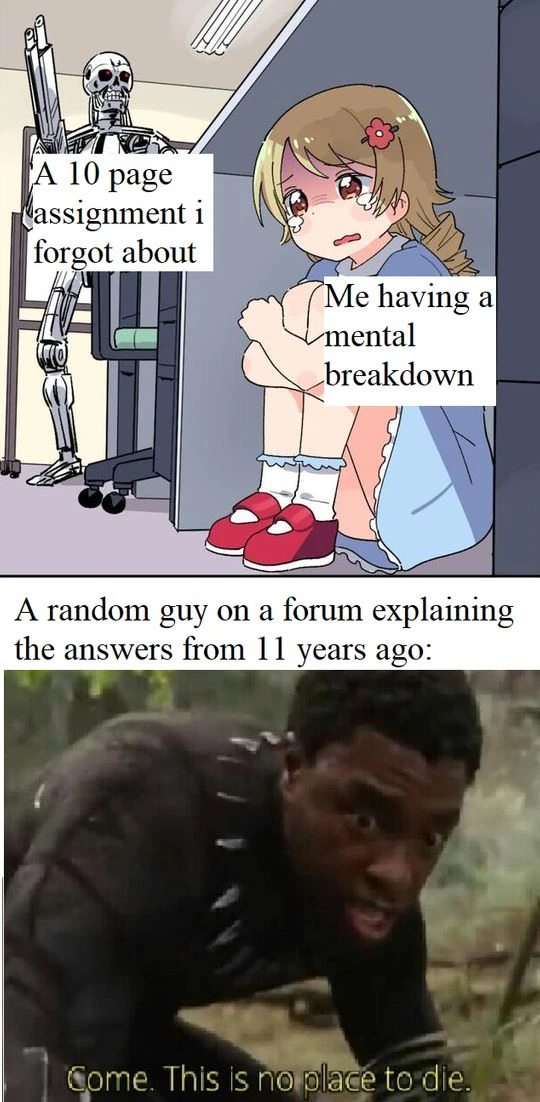 A 10 page
assignment i
forgot about
Me having a
mental
breakdown
A random guy on a forum explaining
the answers from 11 years ago:
Come. This is no place to die.